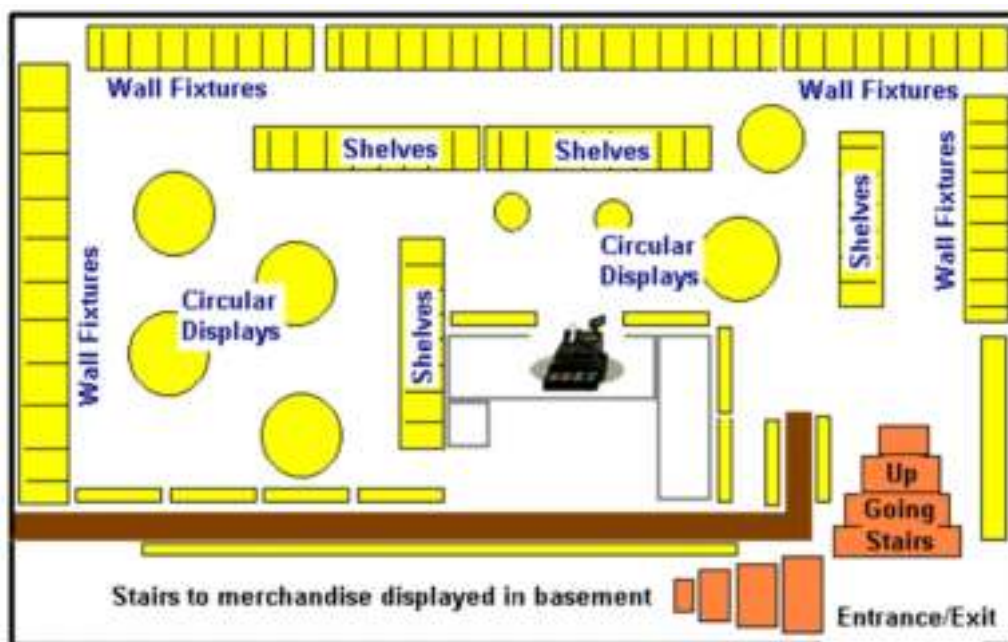 Wall Fixtures
Wall Fixtures
Shelves
Shelves
Wall Fixtures
Shelves
Circular
Displays
Circular
Displays
Wall Fixtures
Shelves
Up
Going
Stairs
Stairs to merchandise displayed in basement
Entrance/Exit